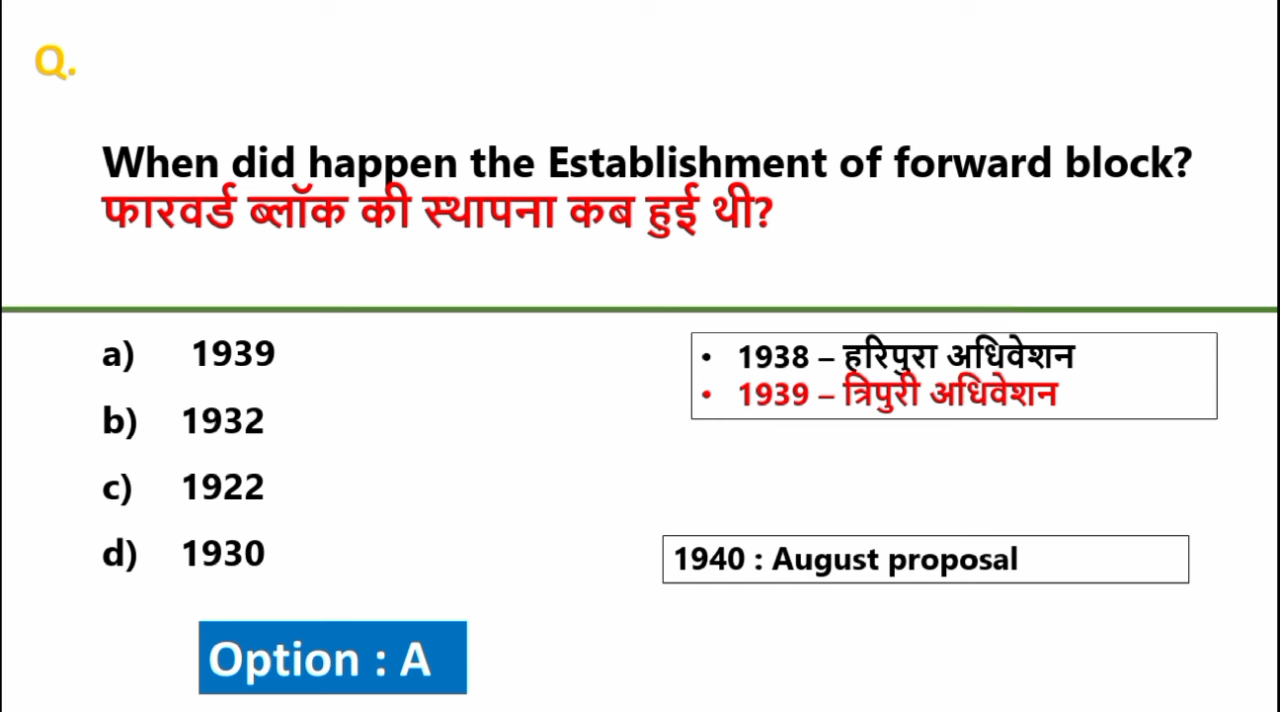 Q.
When did happen the Establishment of forward block?
फारवर्ड ब्लॉक की स्थापना कब हुई थी?
a) 1939
b) 1932
c) 1922
d) 1930
• 1938 – हरिपुरा अधिवेशन
• 1939 – त्रिपुरी अधिवेशन
1940 : August proposal
Option : A